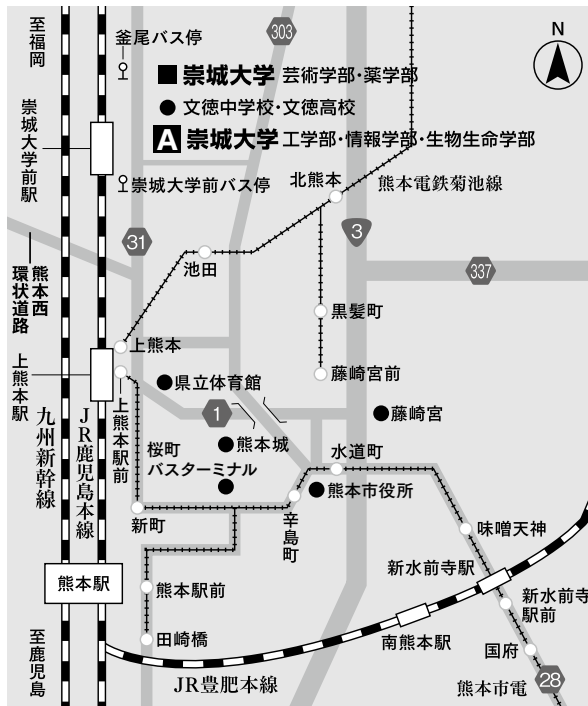 至福岡
釜尾バス停
303
N
■崇城大学 芸術学部・薬学部
●文徳中学校・文徳高校
A 崇城大学 工学部・情報学部・生物生命学部
崇城大学前駅
崇城大学前バス停
北熊本
熊本電鉄菊池線
31
3
池田
337
熊本西環状道路
黒髪町
上熊本
藤崎宮前
上熊本駅
上熊本駅前
県立体育館
1
藤崎宮
九州新幹線
JR鹿児島本線
熊本城
桜町
バスターミナル
水道町
熊本市役所
辛島町
新町
味噌天神
新水前寺駅
熊本駅
熊本駅前
新水前寺
駅前
南熊本駅
田崎橋
国府
至鹿児島
JR豊肥本線
28
熊本市電